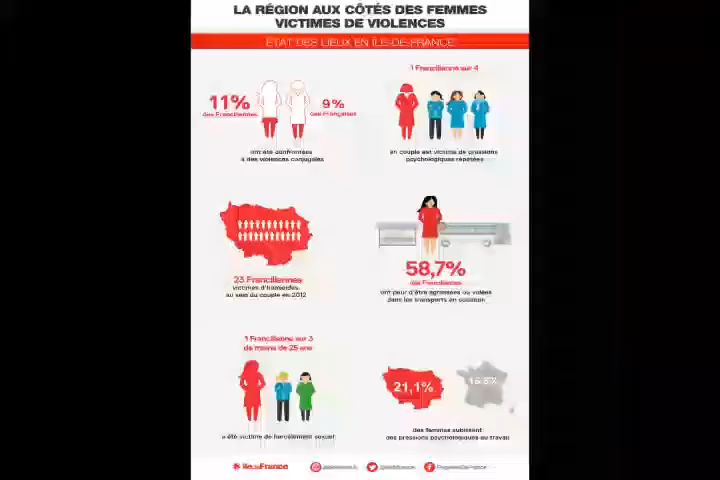 LA RÉGION AUX CÔTÉS DES FEMMES
VICTIMES DE VIOLENCES
ETAT DES LIEUX EN ÎLE-DE-FRANCE
11%
des Franciliennes
9%
des Françaises
ont été confrontées
à des violences conjugales
1 Francilienne sur 4
en couple est victime de pressions
psychologiques répétées
23 Franciliennes
victimes d'homicides
au sein du couple en 2012
58,7%
des Franciliennes
ont peur d'être agressées ou volées
dans les transports en commun
1 Francilienne sur 3
de moins de 25 ans
a été victime de harcèlement sexuel
21,1%
des femmes subissent
des pressions psychologiques au travail
île de France